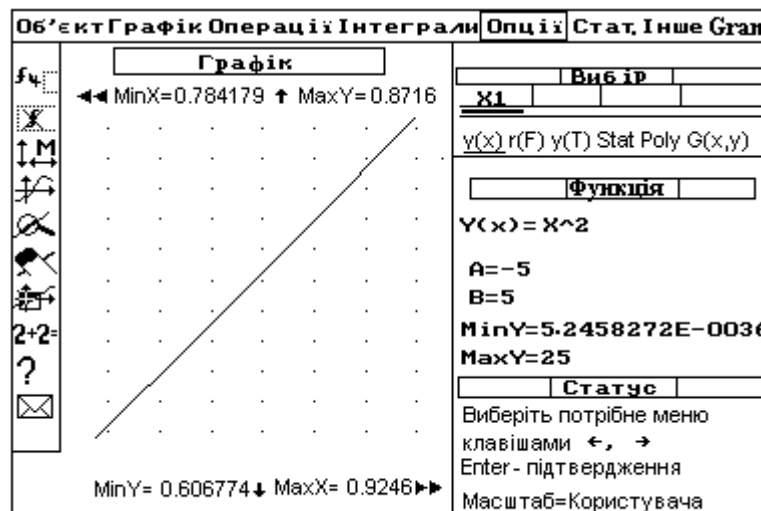 Об'єкт Графік Операції Інтеграли Опції Стат. Інше Gran
Графік
MinX=0.784179 MaxY=0.8716
2+2=
?
MinY= 0.606774 MaxX= 0.9246
Вибір
X1
y(x) r(F) y(T) Stat Poly G(x,y)
Функція
Y(x)=X^2
A=-5
B=5
MinY=5.2458272E-0036
MaxY=25
Статус
Виберіть потрібне меню
клавішами ←, →
Enter - підтвердження
Масштаб=Користувача